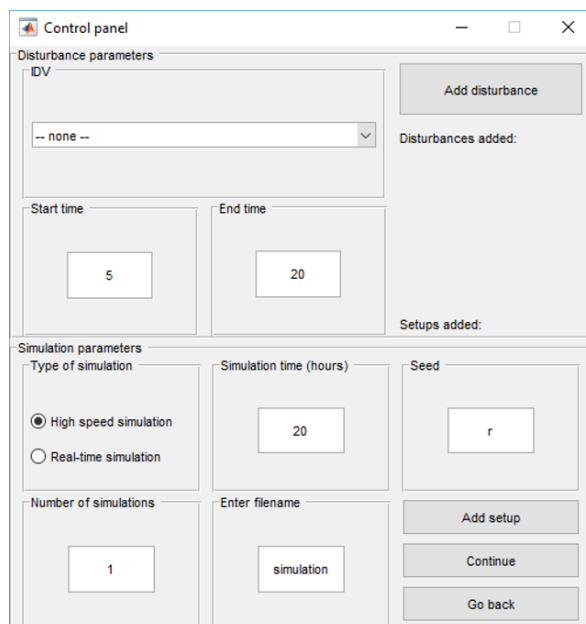 Control panel
Disturbance parameters
IDV
-- none --
Add disturbance
Disturbances added:
Start time
5
End time
20
Setups added:
Simulation parameters
Type of simulation
High speed simulation
Real-time simulation
Simulation time (hours)
20
Seed
r
Number of simulations
1
Enter filename
simulation
Add setup
Continue
Go back